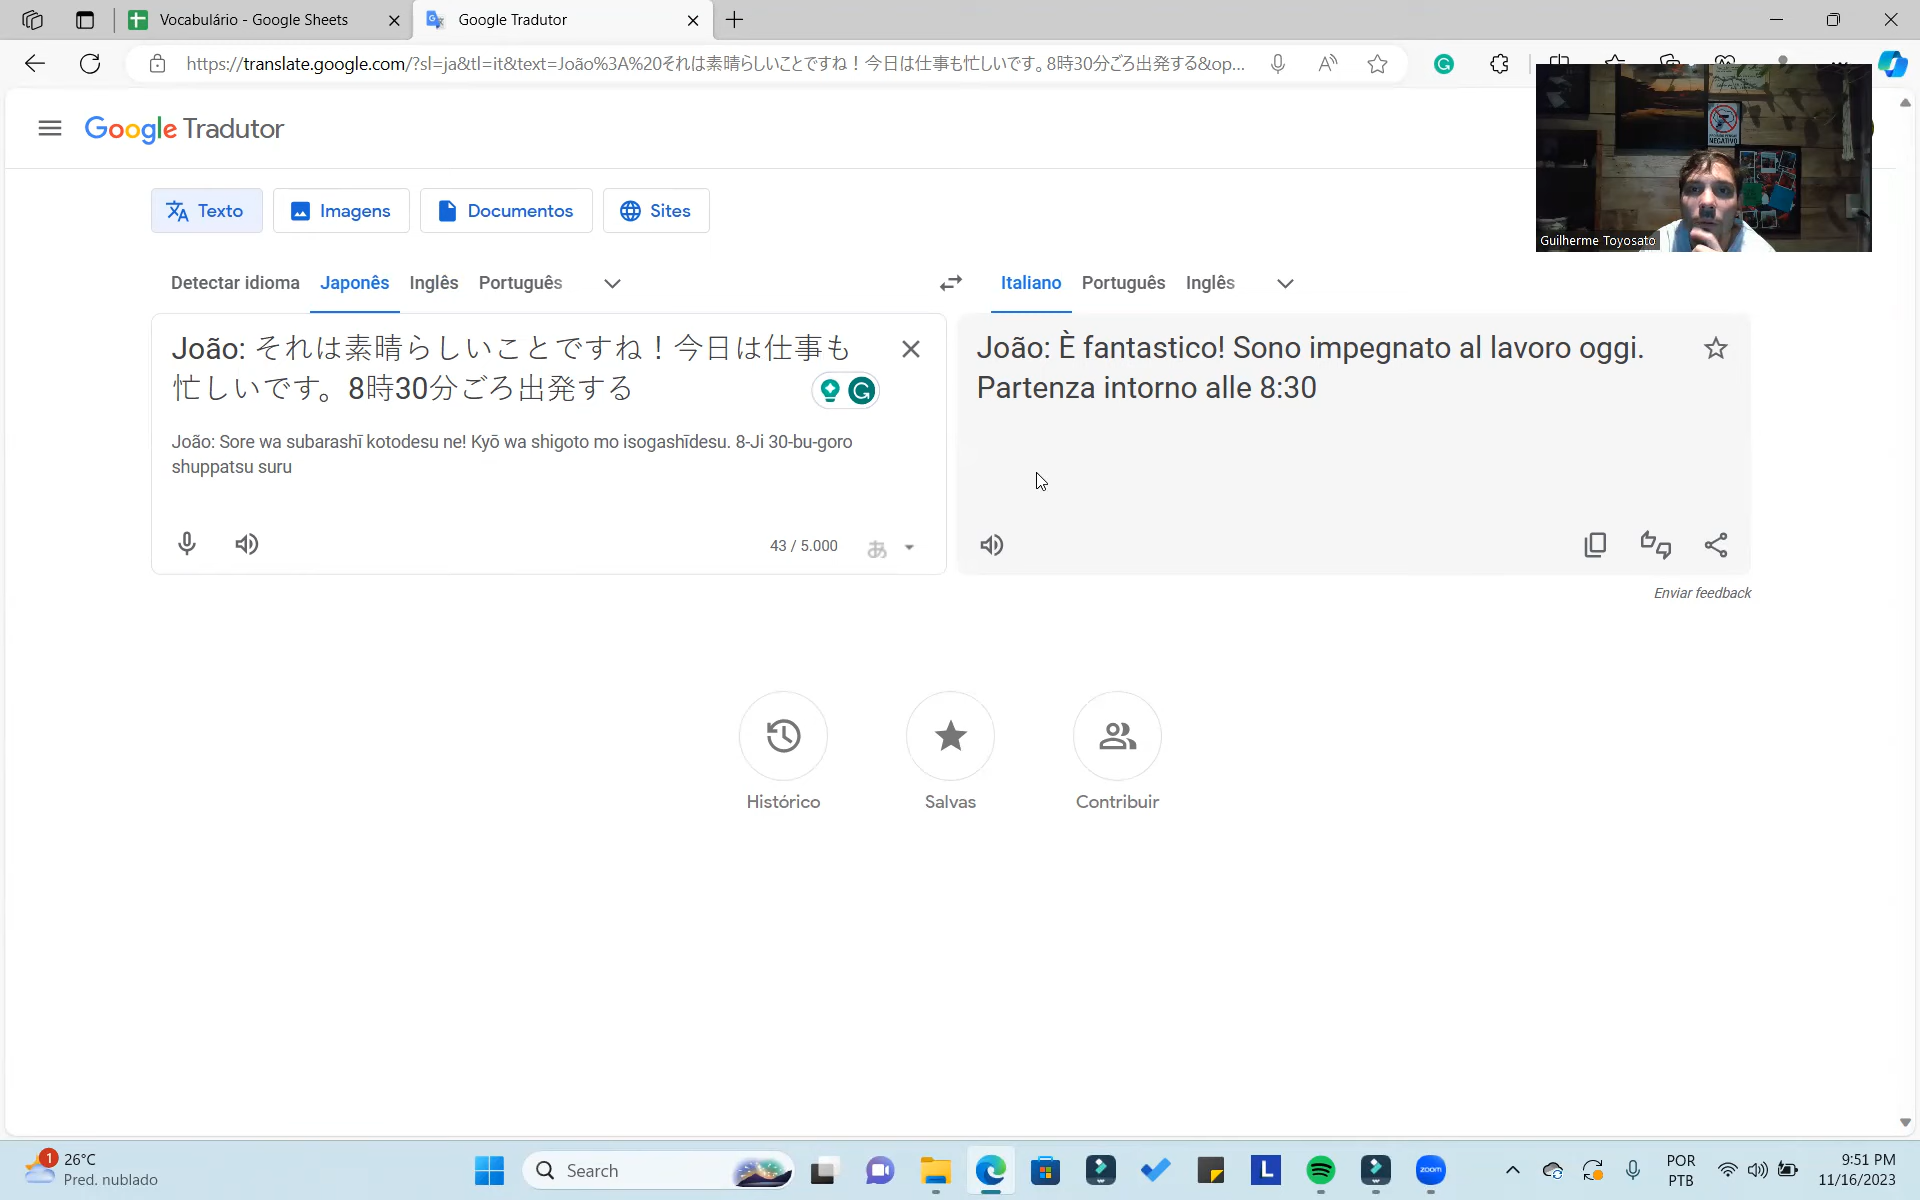 Vocabulário - Google Sheets
Google Tradutor
https://translate.google.com/?sl=ja&tl=it&text=João%3A%20それは素晴らしいことですね！今日は仕事も忙しいです。8時30分ごろ出発する&op...
Google Tradutor
NEGATIVO
Guilherme Toyosato
Texto
Imagens
Documentos
Sites
Detectar idioma
Japonês
Inglês
Português
Italiano
Português
Inglês
João: それは素晴らしいことですね！今日は仕事も
忙しいです。8時30分ごろ出発する
João: Sore wa subarashī kotodesu ne! Kyō wa shigoto mo isogashīdesu. 8-Ji 30-bu-goro
shuppatsu suru
43 / 5.000
あ
João: È fantastico! Sono impegnato al lavoro oggi.
Partenza intorno alle 8:30
Enviar feedback
Histórico
Salvas
Contribuir
1
26°C
Pred. nublado
Search
L
zoom
POR
PTB
9:51 PM
11/16/2023